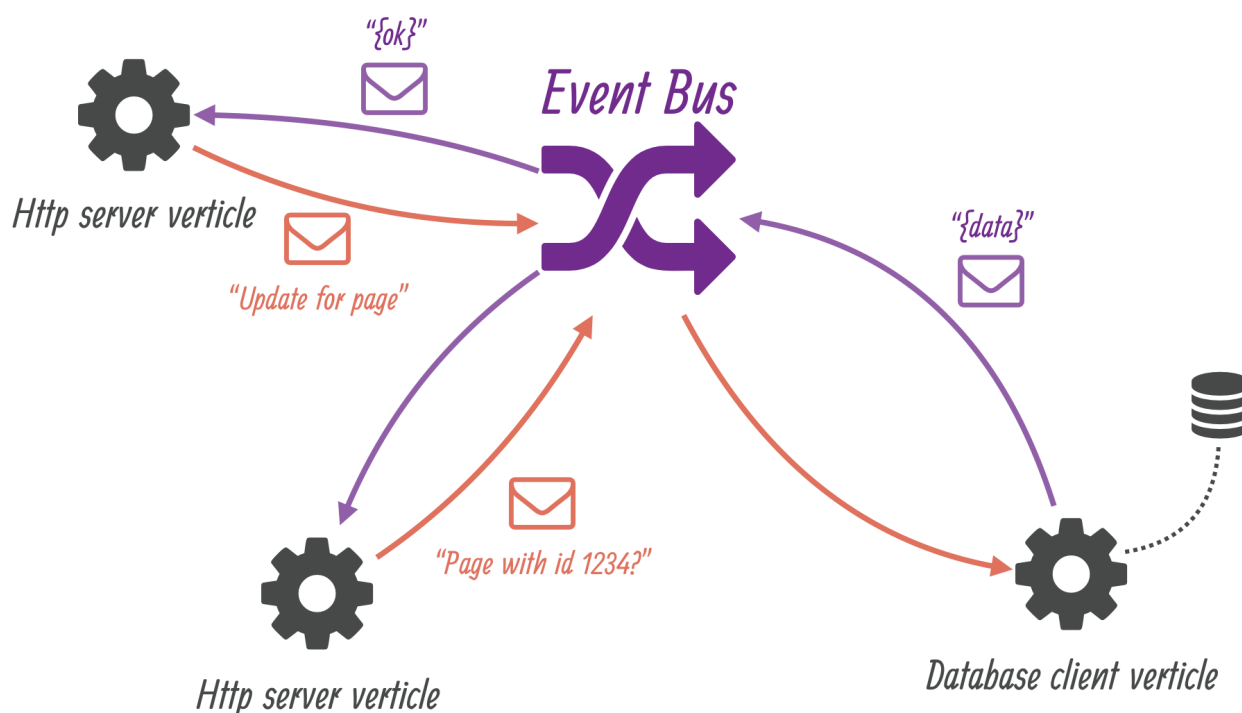 “{ok}”
Event Bus
Http server verticle
“{data}”
“Update for page”
“Page with id 1234?”
Database client verticle
Http server verticle